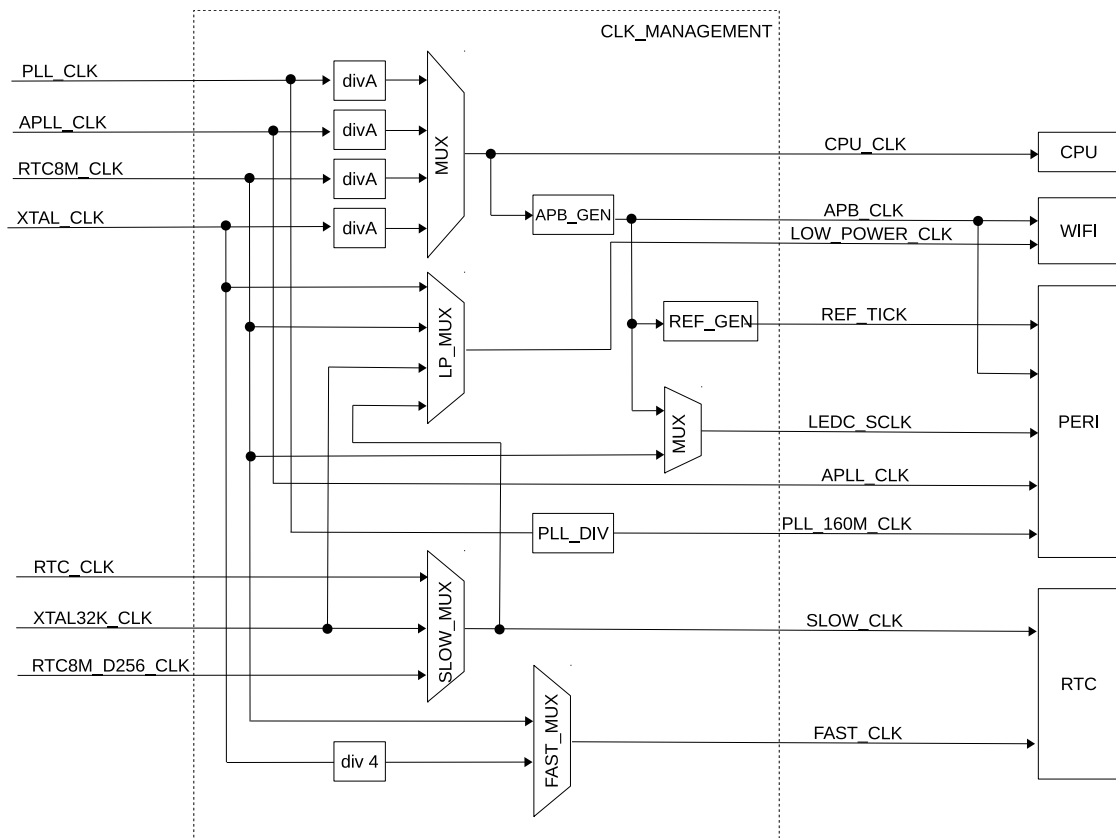 CLK_MANAGEMENT
PLL_CLK
divA
APLL_CLK
divA
MUX
CPU_CLK
CPU
RTC8M_CLK
divA
XTAL_CLK
divA
APB_GEN
APB_CLK
WIFI
LOW_POWER_CLK
LP_MUX
REF_GEN
REF_TICK
MUX
LEDC_SCLK
PERI
APLL_CLK
PLL_DIV
PLL_160M_CLK
RTC_CLK
XTAL32K_CLK
SLOW_MUX
SLOW_CLK
RTC8M_D256_CLK
RTC
FAST_MUX
FAST_CLK
div 4